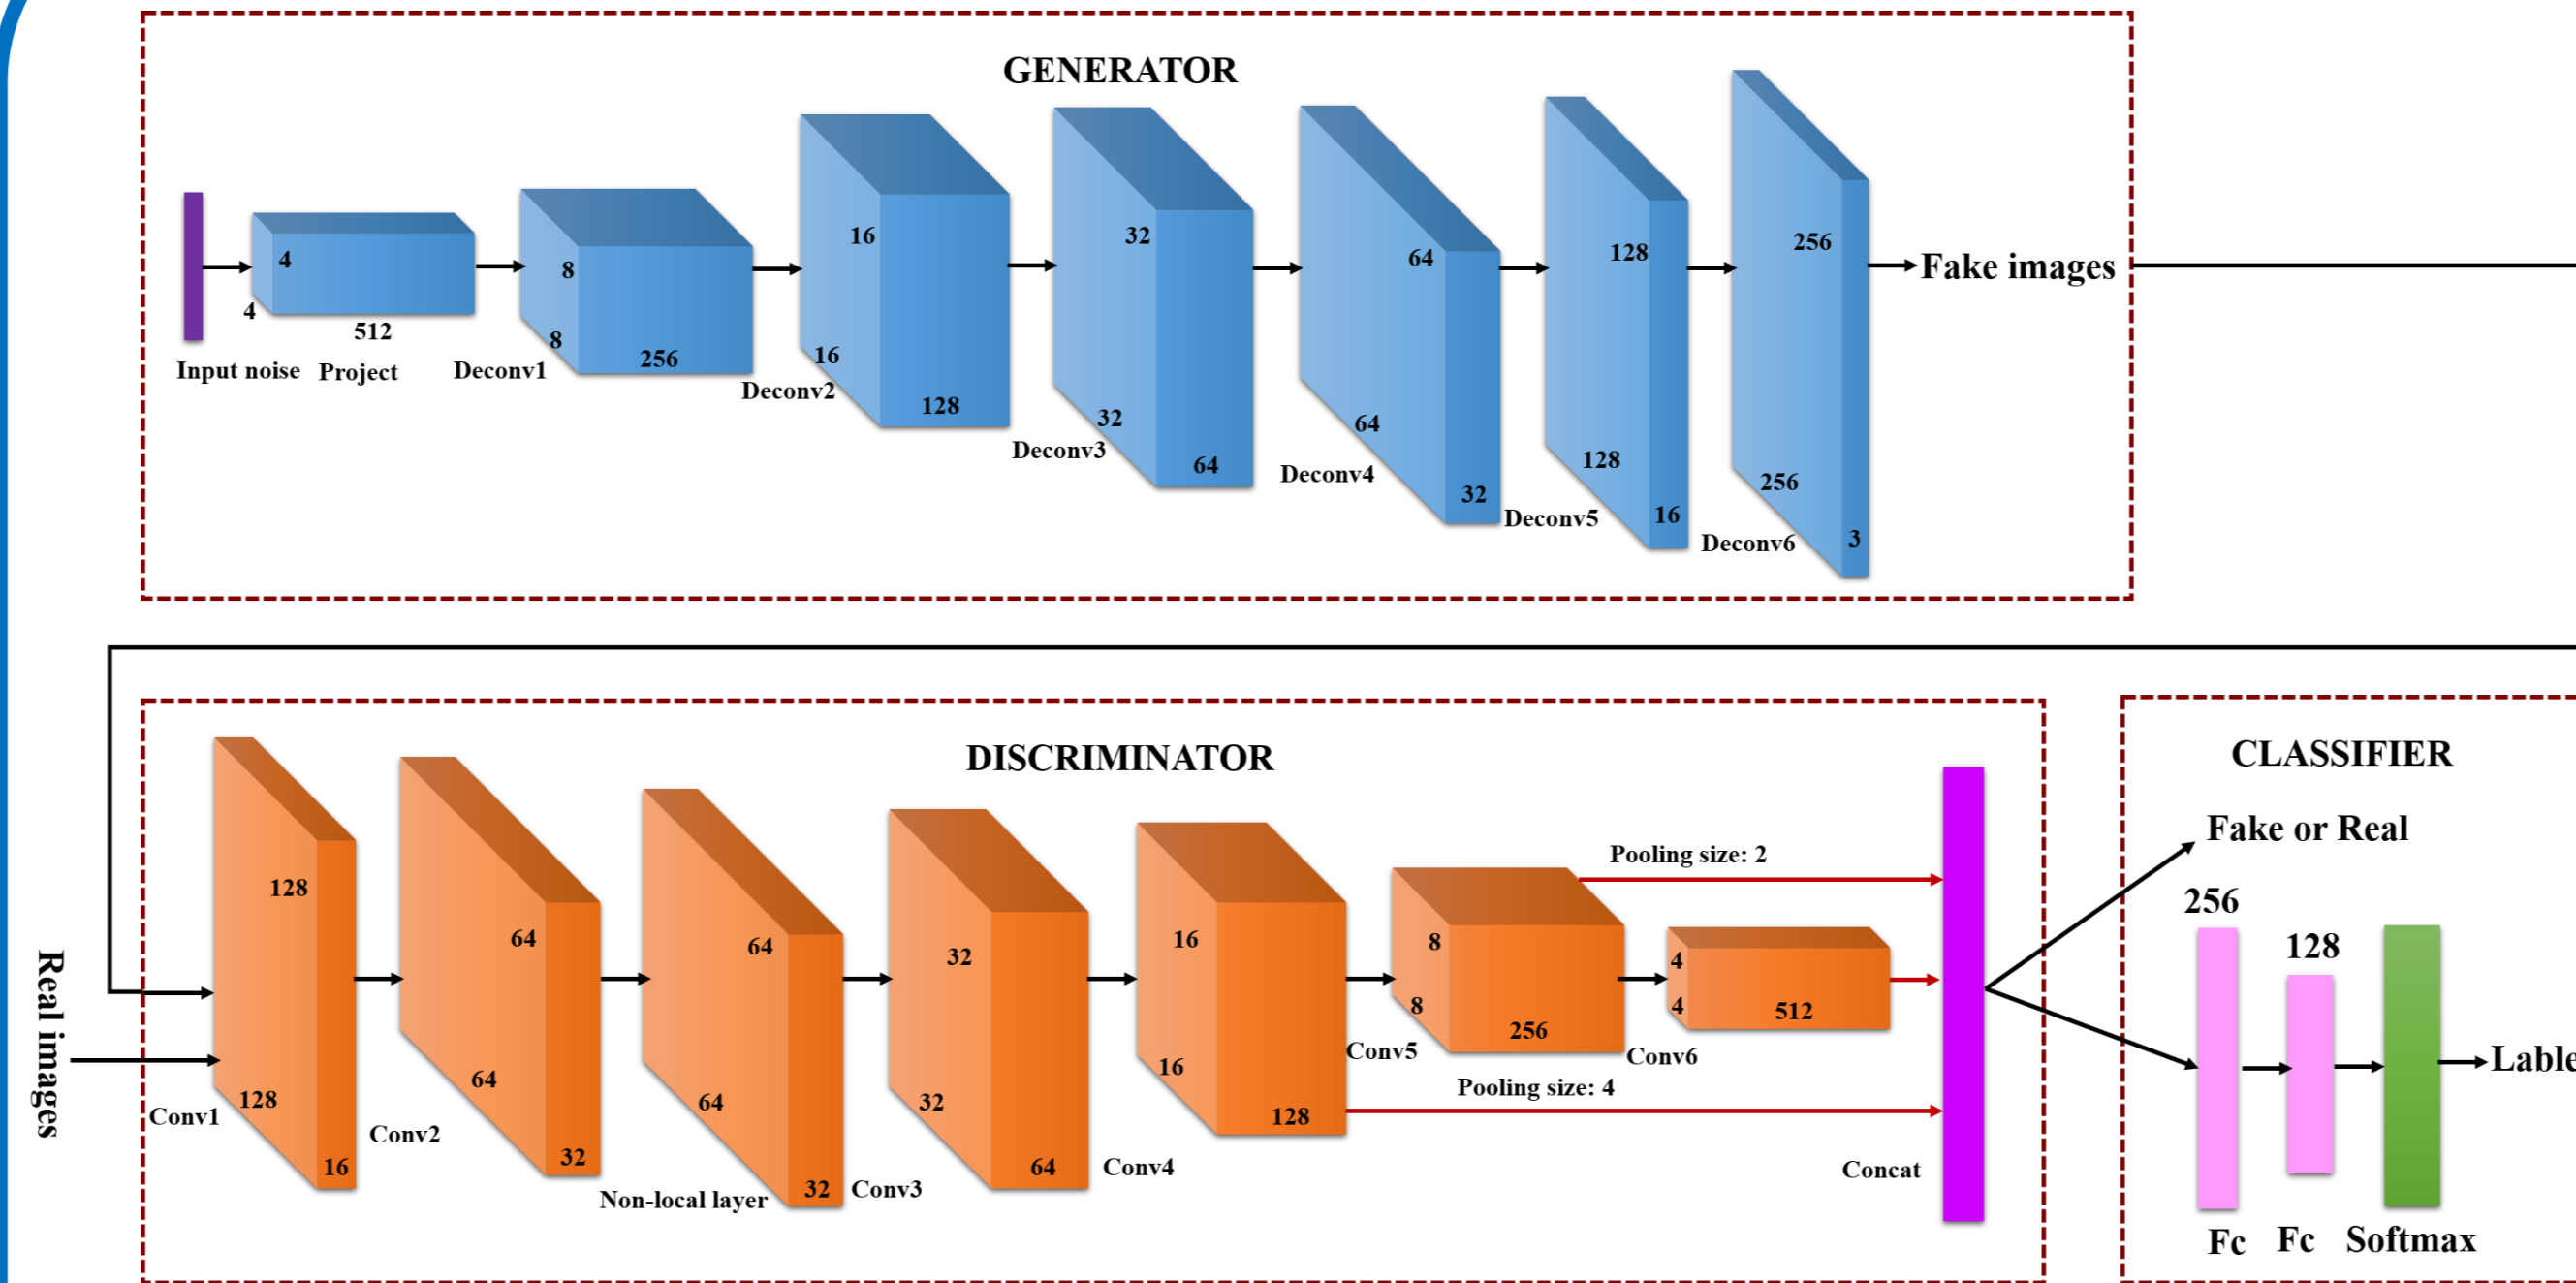 GENERATOR
4
4
512
Input noise
Project
8
8
256
Deconv1
16
16
128
Deconv2
32
32
64
Deconv3
64
64
32
Deconv4
128
128
16
Deconv5
256
256
3
Deconv6
Fake images
DISCRIMINATOR
Real images
128
128
16
Conv1
64
64
32
Conv2
64
64
32
Non-local layer
32
32
64
Conv3
16
16
128
Conv4
8
8
256
Conv5
4
4
512
Conv6
Pooling size: 2
Pooling size: 4
Concat
CLASSIFIER
Fake or Real
256
128
Fc
Fc
Softmax
Lable